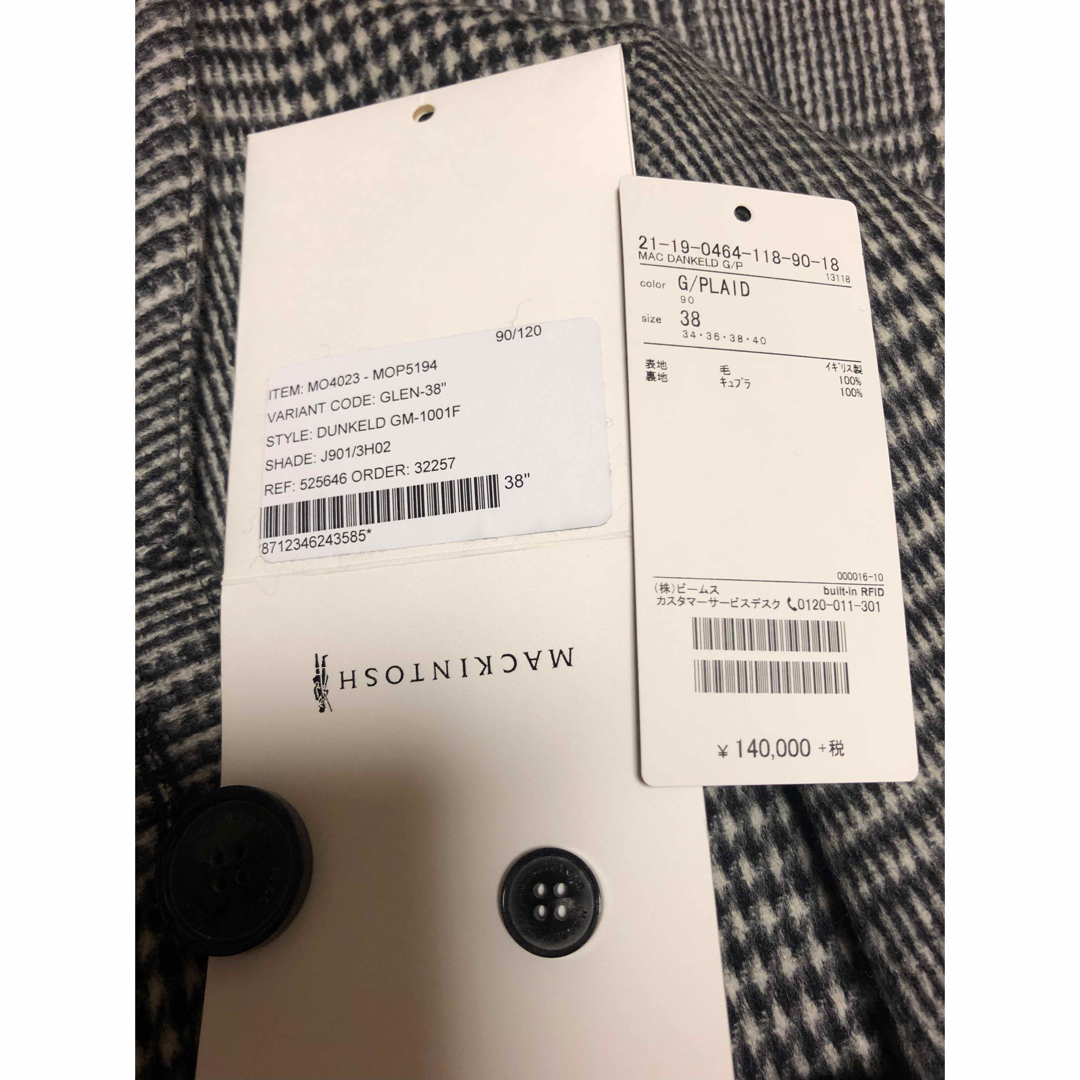 90/120
ITEM: MO4023 - MOP5194
VARIANT CODE: GLEN-38"
STYLE: DUNKELD GM-1001F
SHADE: J901/3H02
REF: 525646 ORDER: 32257
38"
8712346243585*
MACKINTOSH
21-19-0464-118-90-18
MAC DANKELD G/P
13118
color G/PLAID
90
size 38
34・36・38・40
イギリス製
表地 毛 100%
裏地 キュプラ 100%
000016-10
(株)ビームス built-in RFID
カスタマーサービスデスク 0120-011-301
¥ 140,000 +税